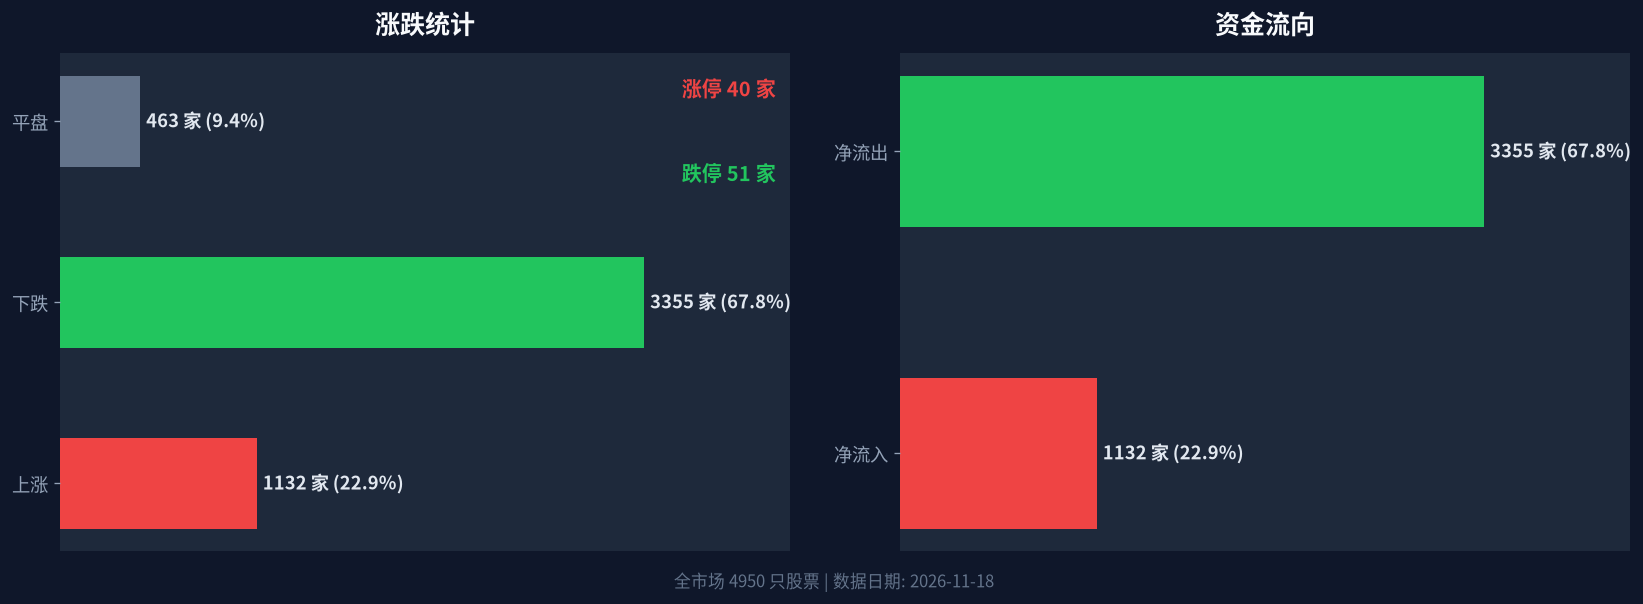 涨跌统计
涨停 40 家
平盘
463 家 (9.4%)
跌停 51 家
下跌
3355 家 (67.8%)
上涨
1132 家 (22.9%)
资金流向
净流出
3355 家 (67.8%)
净流入
1132 家 (22.9%)
全市场 4950 只股票 | 数据日期: 2026-11-18